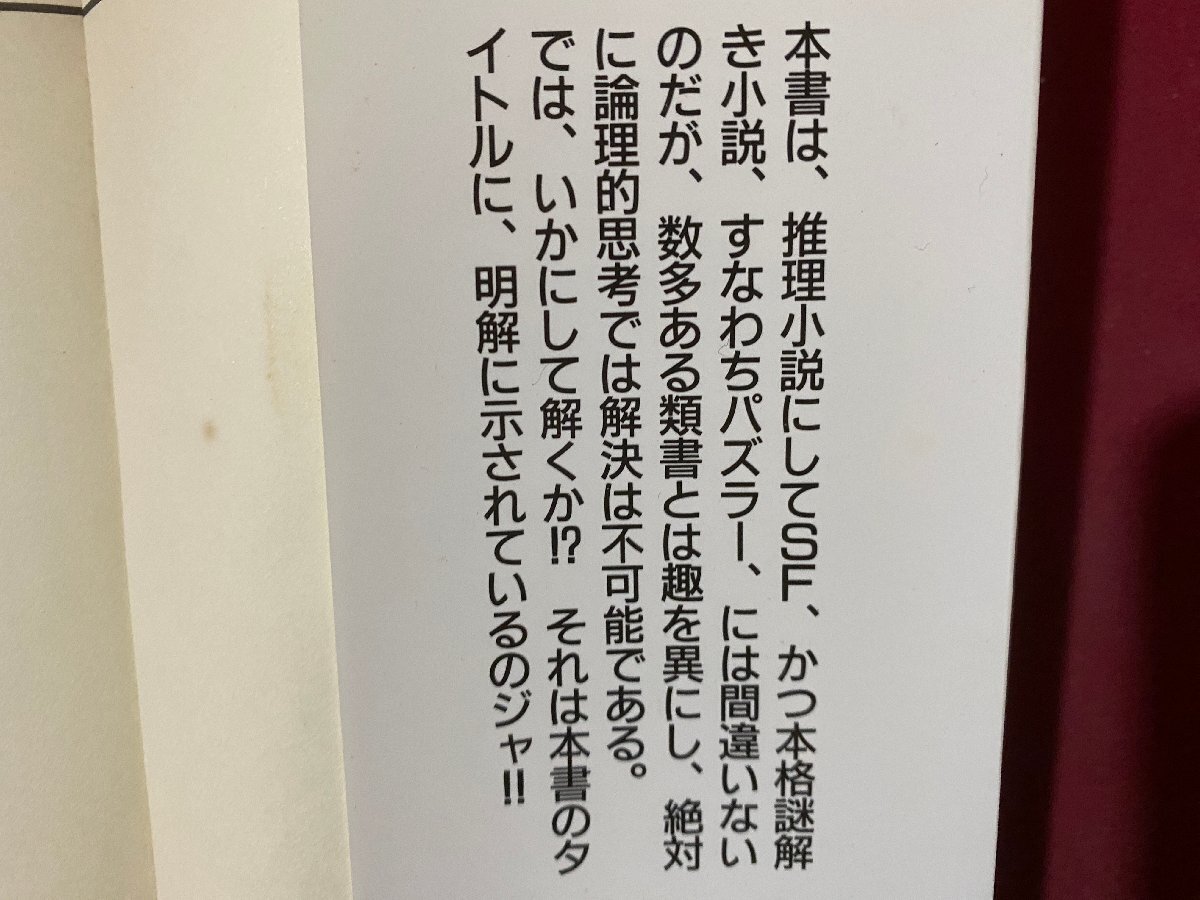 本書は、推理小説にしてSF、かつ本格謎解
き小説、すなわちパズラー、には間違いない
のだが、数多ある類書とは趣を異にし、絶対
に論理的思考では解決は不可能である。
では、いかにして解くか!? それは本書のタ
イトルに、明解に示されているのジャ!!